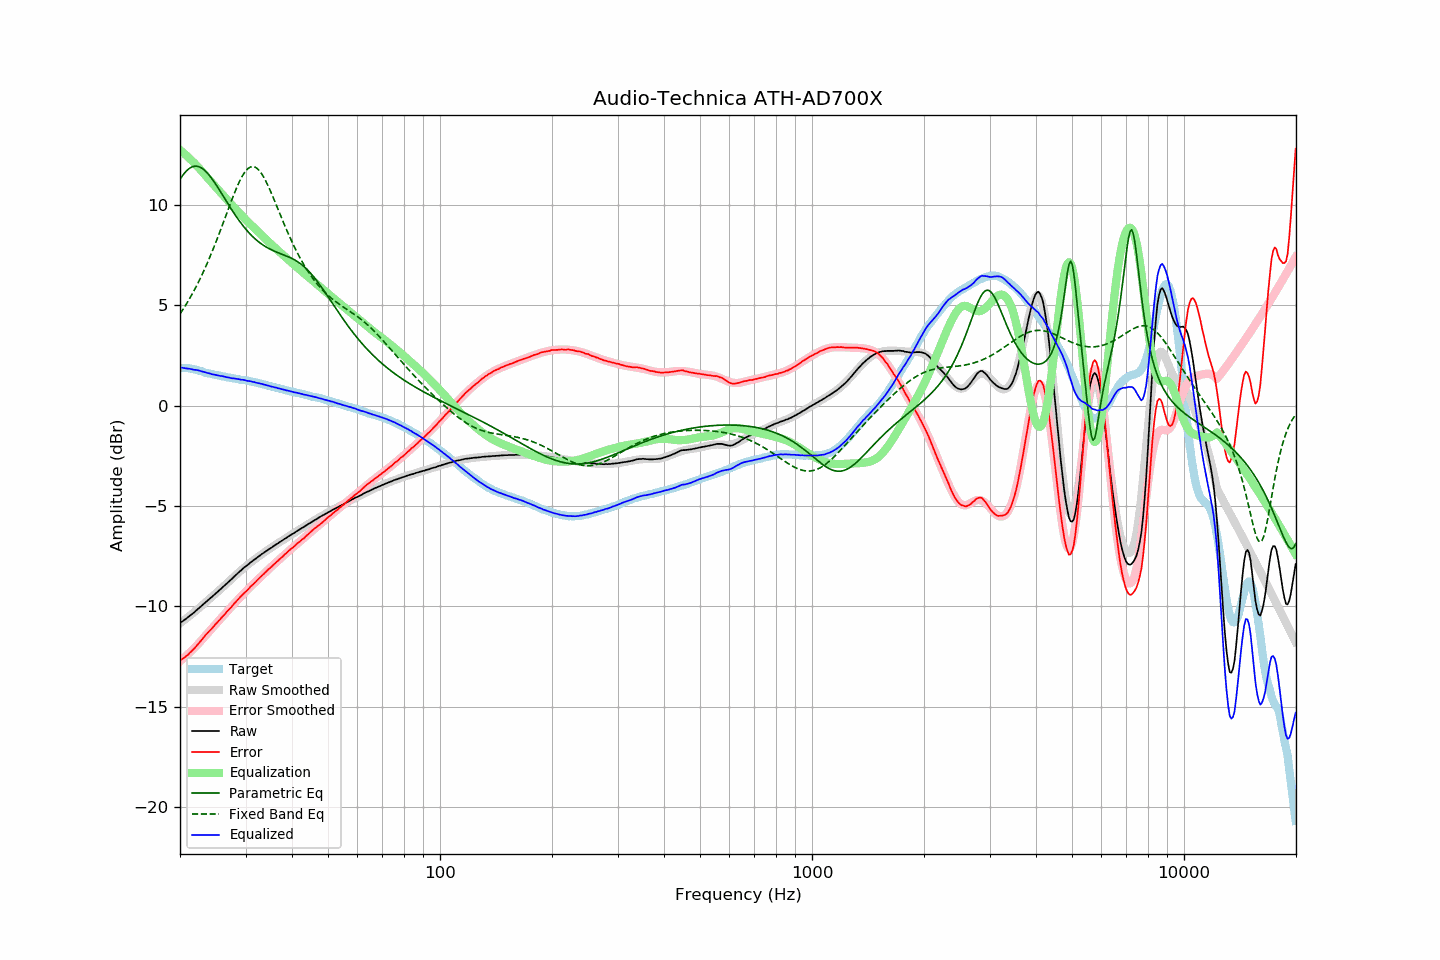 Audio-Technica ATH-AD700X
Amplitude (dBr)
10
5
0
−5
−10
−15
−20
Target
Raw Smoothed
Error Smoothed
Raw
Error
Equalization
Parametric Eq
Fixed Band Eq
Equalized
100
1000
10000
Frequency (Hz)